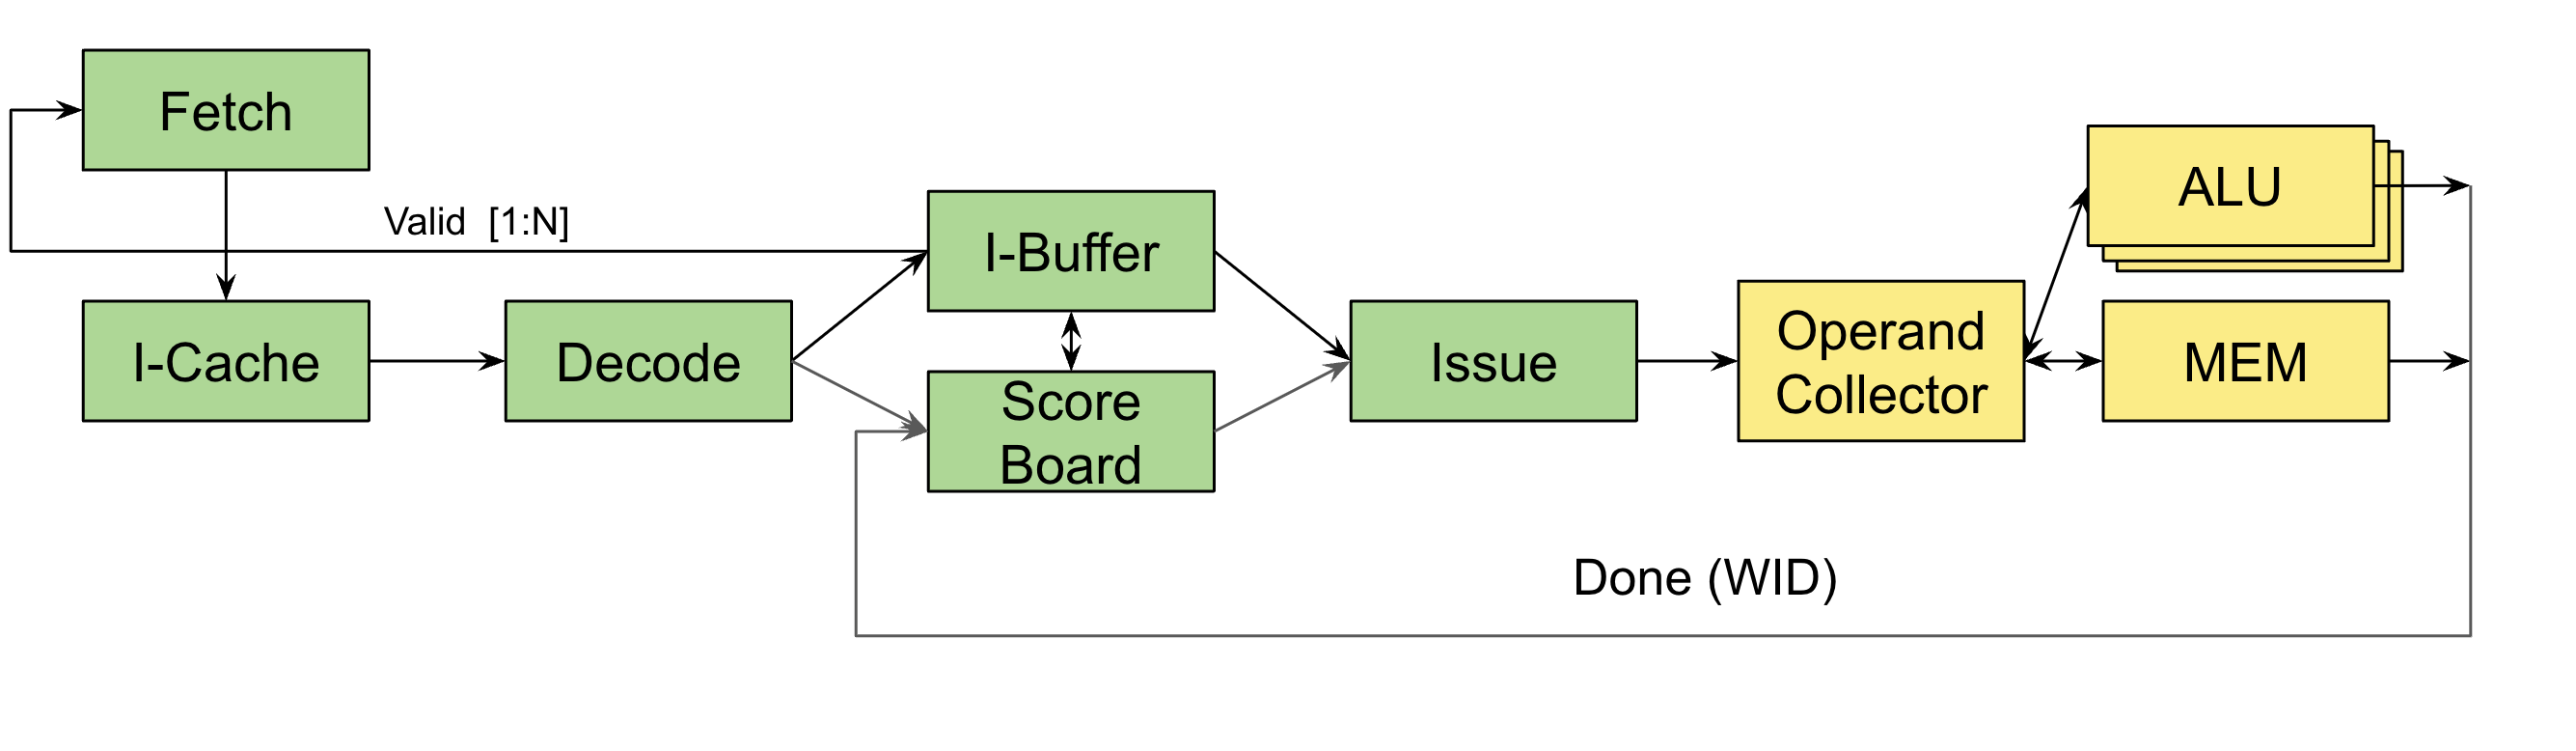 Fetch
Valid [1:N]
I-Cache
Decode
I-Buffer
Score
Board
Issue
Operand
Collector
ALU
MEM
Done (WID)